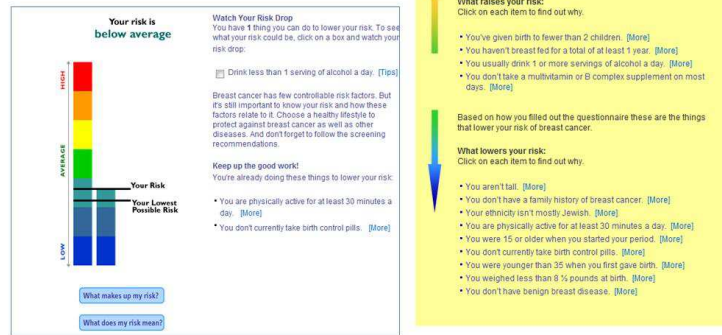 Your risk is
below average
HIGH
AVERAGE
LOW
Your Risk
Your Lowest
Possible Risk
What makes up my risk?
What does my risk mean?
Watch Your Risk Drop
You have 1 thing you can do to lower your risk. To see
what your risk could be, click on a box and watch your
risk drop:
Drink less than 1 serving of alcohol a day. [Tips]
Breast cancer has few controllable risk factors. But
it's still important to know your risk and how these
factors relate to it. Choose a healthy lifestyle to
protect against breast cancer as well as other
diseases. And don't forget to follow the screening
recommendations.
Keep up the good work!
You're already doing these things to lower your risk:
• You are physically active for at least 30 minutes a
day. [More]
• You don't currently take birth control pills. [More]
What raises your risk:
Click on each item to find out why.
• You've given birth to fewer than 2 children. [More]
• You haven't breast fed for a total of at least 1 year. [More]
• You usually drink 1 or more servings of alcohol a day. [More]
• You don't take a multivitamin or B complex supplement on most
days. [More]
Based on how you filled out the questionnaire these are the things
that lower your risk of breast cancer.
What lowers your risk:
Click on each item to find out why.
• You aren't tall. [More]
• You don't have a family history of breast cancer. [More]
• Your ethnicity isn't mostly Jewish. [More]
• You are physically active for at least 30 minutes a day. [More]
• You were 15 or older when you started your period. [More]
• You don't currently take birth control pills. [More]
• You were younger than 35 when you first gave birth. [More]
• You weighed less than 8 ¼ pounds at birth. [More]
• You don't have benign breast disease. [More]